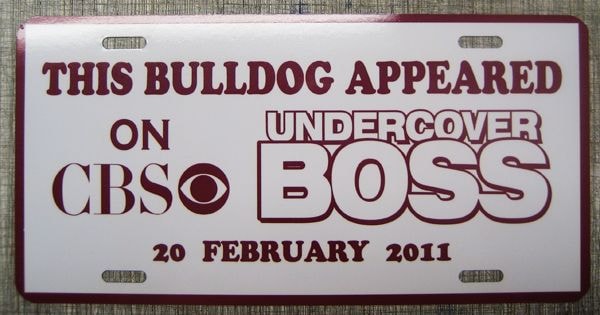 THIS BULLDOG APPEARED
ON
CBS
UNDERCOVER
BOSS
20 FEBRUARY 2011